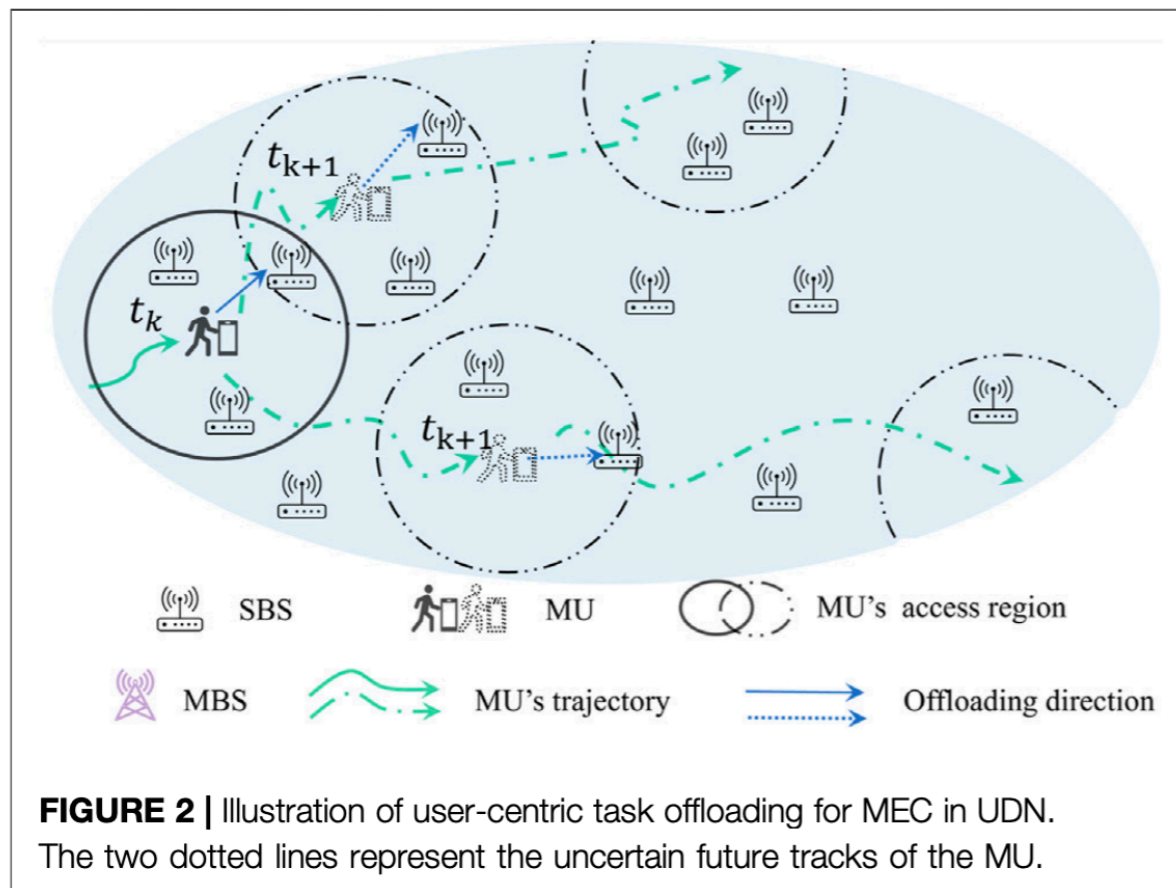 t_{k+1}
t_k
t_{k+1}
SBS MU MU's access region
MBS MU's trajectory Offloading direction
FIGURE 2 | Illustration of user-centric task offloading for MEC in UDN.
The two dotted lines represent the uncertain future tracks of the MU.